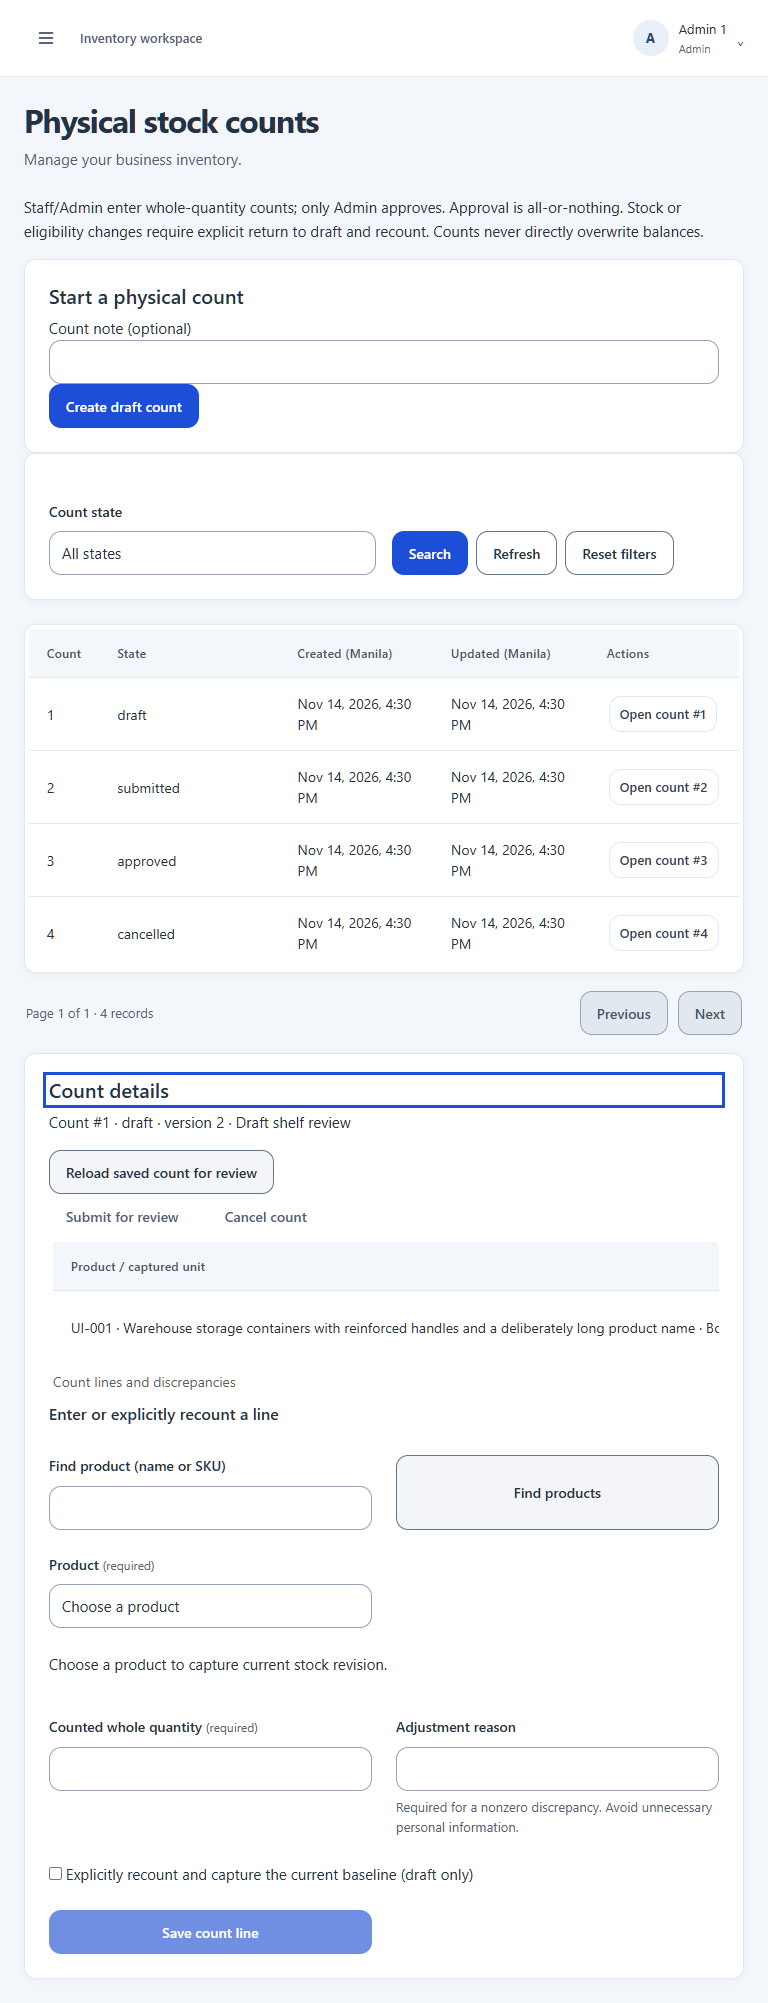 Inventory workspace
A
Admin 1
Admin
Physical stock counts
Manage your business inventory.
Staff/Admin enter whole-quantity counts; only Admin approves. Approval is all-or-nothing. Stock or
eligibility changes require explicit return to draft and recount. Counts never directly overwrite balances.
Start a physical count
Count note (optional)
Create draft count
Count state
All states
Search
Refresh
Reset filters
Count State Created (Manila) Updated (Manila) Actions
1 draft Nov 14, 2026, 4:30 PM Nov 14, 2026, 4:30 PM Open count #1
2 submitted Nov 14, 2026, 4:30 PM Nov 14, 2026, 4:30 PM Open count #2
3 approved Nov 14, 2026, 4:30 PM Nov 14, 2026, 4:30 PM Open count #3
4 cancelled Nov 14, 2026, 4:30 PM Nov 14, 2026, 4:30 PM Open count #4
Page 1 of 1 · 4 records
Previous
Next
Count details
Count #1 · draft · version 2 · Draft shelf review
Reload saved count for review
Submit for review
Cancel count
Product / captured unit
UI-001 · Warehouse storage containers with reinforced handles and a deliberately long product name ·
Count lines and discrepancies
Enter or explicitly recount a line
Find product (name or SKU)
Find products
Product (required)
Choose a product
Choose a product to capture current stock revision.
Counted whole quantity (required)
Adjustment reason
Required for a nonzero discrepancy. Avoid unnecessary
personal information.
Explicitly recount and capture the current baseline (draft only)
Save count line